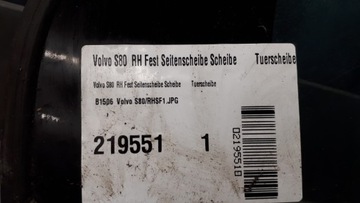 Volvo S80 RH Fest Seitenscheibe Scheibe Tuerscheibe
Volvo S80 RH Fest Seitenscheibe Scheibe Tuerscheibe
B1506 Volvo S80/RHSF1.JPG
219551 1
02195510